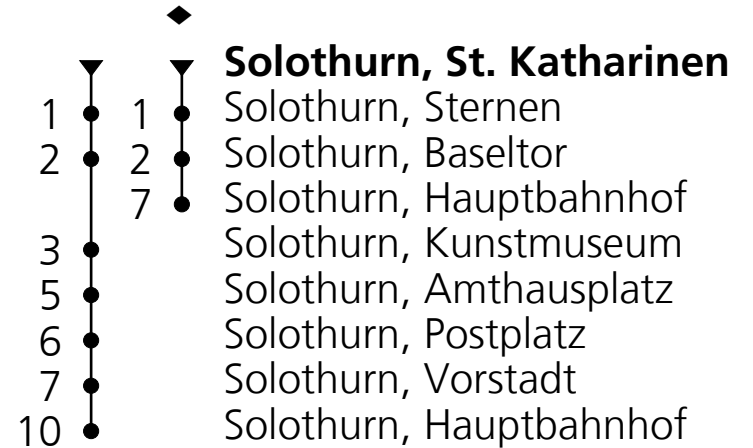 Solothurn, St. Katharinen
1 1 Solothurn, Sternen
2 2 Solothurn, Baseltor
7 Solothurn, Hauptbahnhof
3 Solothurn, Kunstmuseum
5 Solothurn, Amthausplatz
6 Solothurn, Postplatz
7 Solothurn, Vorstadt
10 Solothurn, Hauptbahnhof